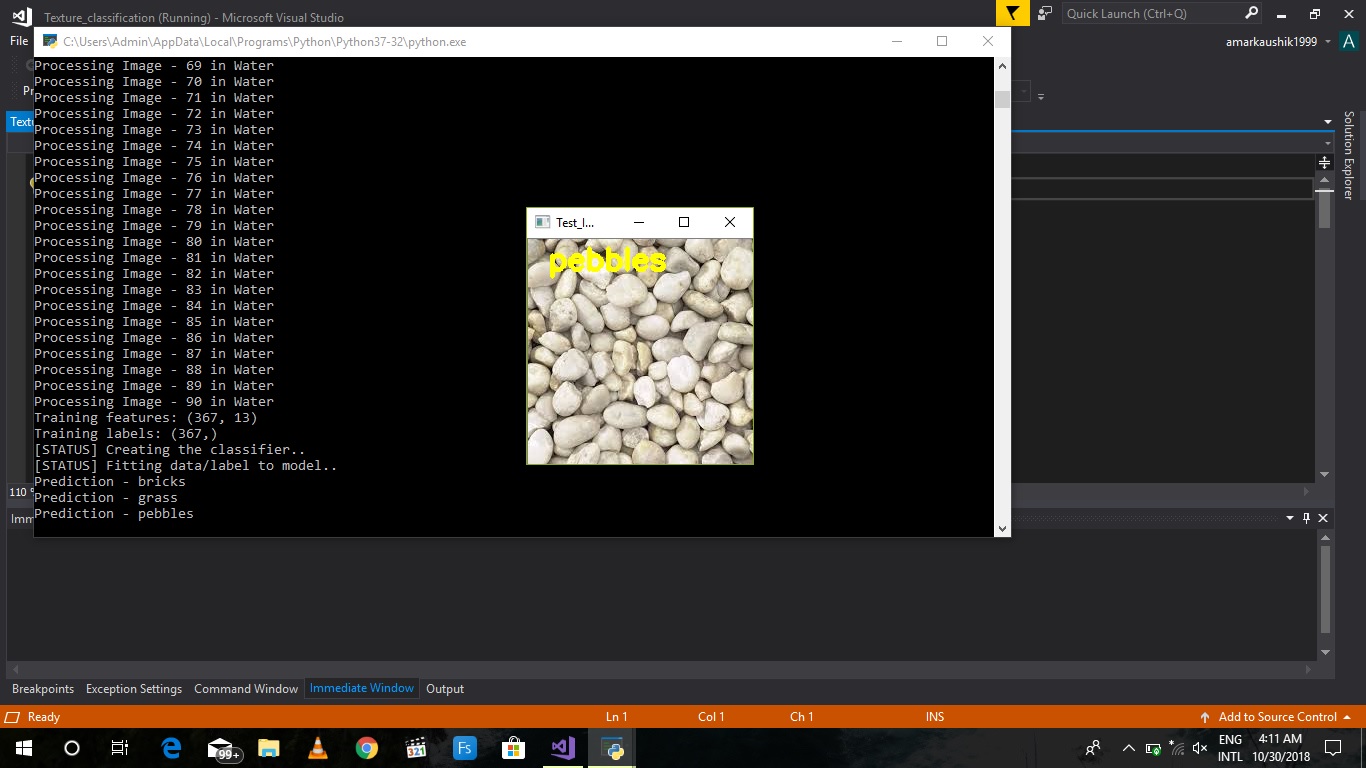 Texture_classification (Running) - Microsoft Visual Studio
Quick Launch (Ctrl+Q)
File
C:\Users\Admin\AppData\Local\Programs\Python\Python37-32\python.exe
amarkaushik1999
A
Processing Image - 69 in Water
Processing Image - 70 in Water
Processing Image - 71 in Water
Processing Image - 72 in Water
Processing Image - 73 in Water
Processing Image - 74 in Water
Processing Image - 75 in Water
Processing Image - 76 in Water
Processing Image - 77 in Water
Processing Image - 78 in Water
Processing Image - 79 in Water
Processing Image - 80 in Water
Processing Image - 81 in Water
Processing Image - 82 in Water
Processing Image - 83 in Water
Processing Image - 84 in Water
Processing Image - 85 in Water
Processing Image - 86 in Water
Processing Image - 87 in Water
Processing Image - 88 in Water
Processing Image - 89 in Water
Processing Image - 90 in Water
Training features: (367, 13)
Training labels: (367,)
[STATUS] Creating the classifier..
[STATUS] Fitting data/label to model..
Prediction - bricks
Prediction - grass
Prediction - pebbles
Test_I...
pebbles
Solution Explorer
110 %
Imm
Breakpoints Exception Settings Command Window Immediate Window Output
Ready Ln 1 Col 1 Ch 1 INS Add to Source Control
99+
321
Fs
ENG
INTL
4:11 AM
10/30/2018